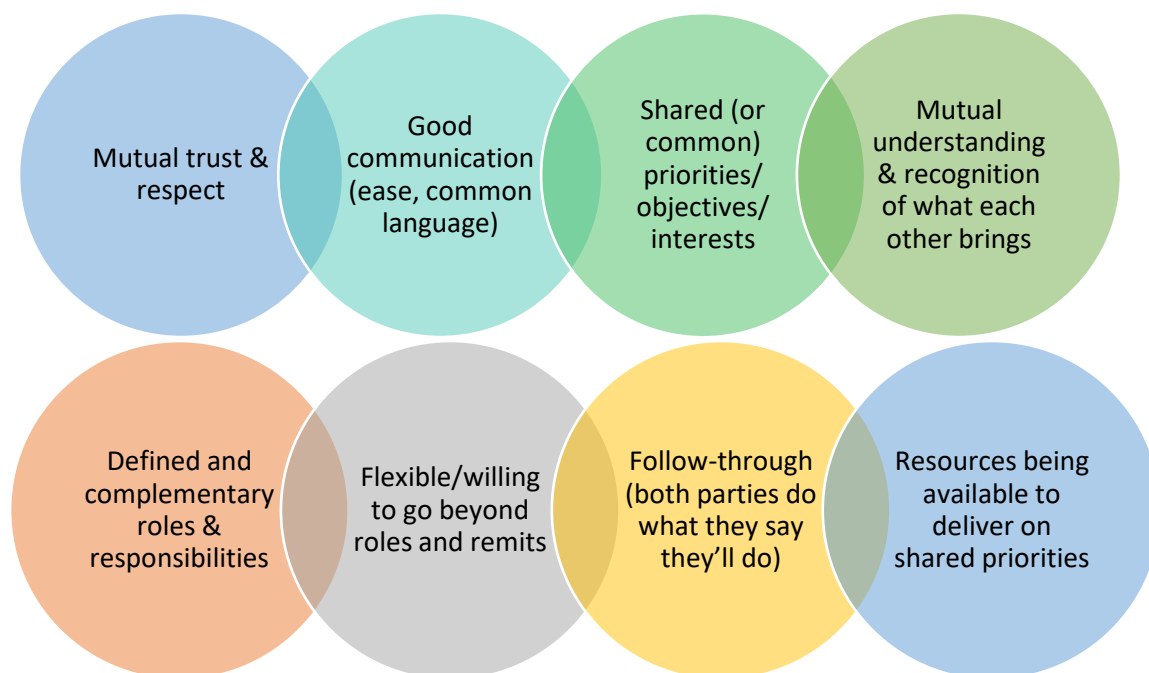 Mutual trust &
respect
Good
communication
(ease, common
language)
Shared (or
common)
priorities/
objectives/
interests
Mutual
understanding
& recognition
of what each
other brings
Defined and
complementary
roles &
responsibilities
Flexible/willing
to go beyond
roles and remits
Follow-through
(both parties do
what they say
they’ll do)
Resources being
available to
deliver on
shared priorities